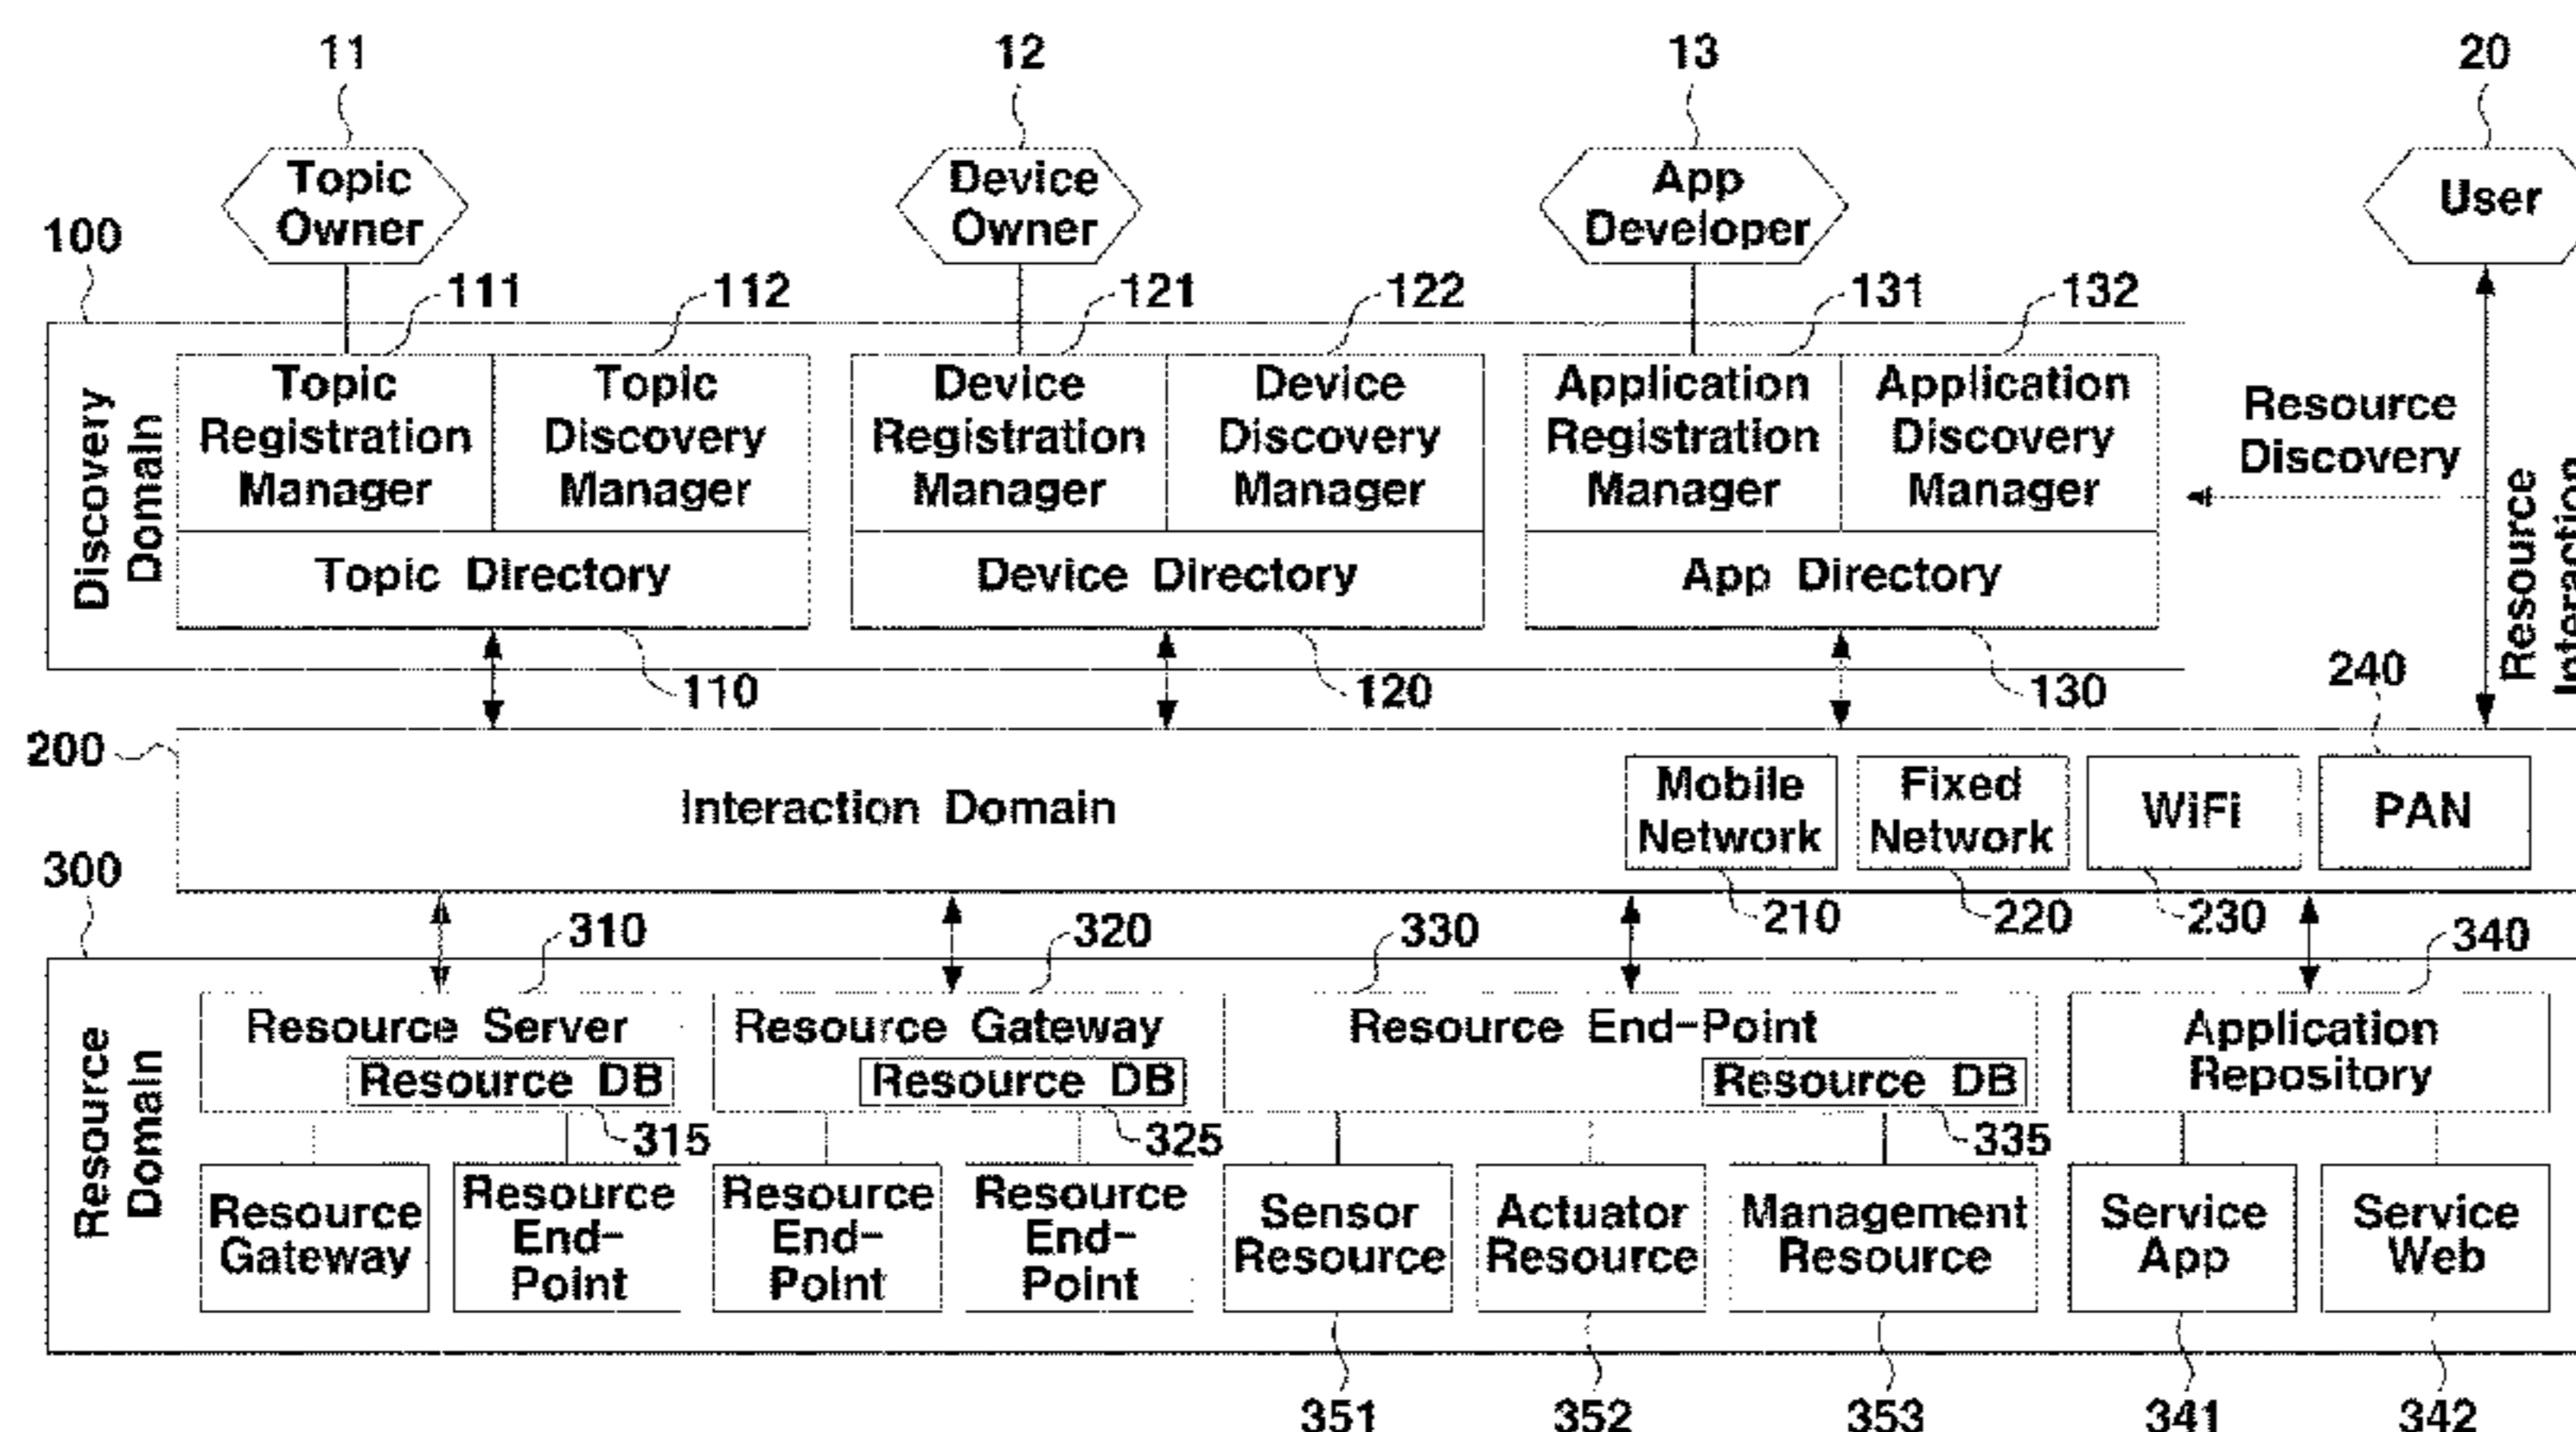 11
12
13
20
Topic
Owner
Device
Owner
App
Developer
User
100
111
112
121
122
131
132
Discovery
Domain
Topic
Registration
Manager
Topic
Discovery
Manager
Device
Registration
Manager
Device
Discovery
Manager
Application
Registration
Manager
Application
Discovery
Manager
Resource
Discovery
Resource
Interaction
Topic Directory
Device Directory
App Directory
110
120
130
240
200
Interaction Domain
Mobile
Network
Fixed
Network
WiFi
PAN
300
310
320
330
210
220
230
340
Resource
Domain
Resource Server
Resource DB
Resource Gateway
Resource DB
Resource End-Point
Resource DB
Application
Repository
315
325
335
Resource
Gateway
Resource
End-
Point
Resource
End-
Point
Resource
End-
Point
Sensor
Resource
Actuator
Resource
Management
Resource
Service
App
Service
Web
351
352
353
341
342